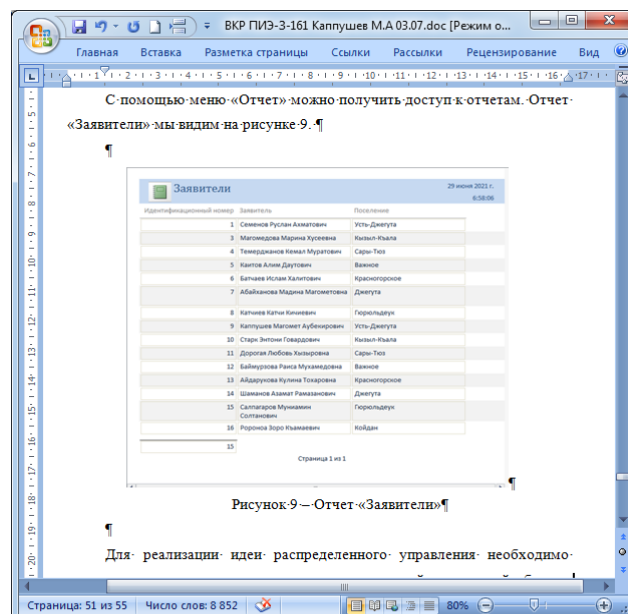 ВКР ПИЭ-3-161 Каппушев М.А 03.07.doc [Режим о...
Главная Вставка Разметка страницы Ссылки Рассылки Рецензирование Вид
С помощью меню «Отчет» можно получить доступ к отчетам. Отчет
«Заявители» мы видим на рисунке 9. ¶
¶
Заявители 29 июня 2021 г.
6:58:06
Идентификационный номер Заявитель Поселение
1 Семенов Руслан Ахматович Усть-Джегута
3 Магомедова Марина Хусеевна Кызыл-Къала
4 Темерджанов Кемал Муратович Сары-Тюз
5 Каитов Алим Даутович Важное
6 Батчаев Ислам Халитович Красногорское
7 Абайханова Мадина Магометовна Джегута
8 Катчиев Катчи Кичиевич Гюрюльдеук
9 Каппушев Магомет Аубекирович Усть-Джегута
10 Старк Энтони Говардович Кызыл-Къала
11 Дорогая Любовь Хызыровна Сары-Тюз
12 Баймурзова Раиса Мухамедовна Важное
13 Айдарукова Кулина Тохаровна Красногорское
14 Шаманов Азамат Рамазанович Джегута
15 Салпагаров Муниамин Гюрюльдеук
Солтанович
16 Ророноа Зоро Къамаевич Койдан
15
Страница 1 из 1
¶
Рисунок 9 – Отчет «Заявители»¶
¶
Для реализации идеи распределенного управления необходимо
Страница: 51 из 55 Число слов: 8 852 80%